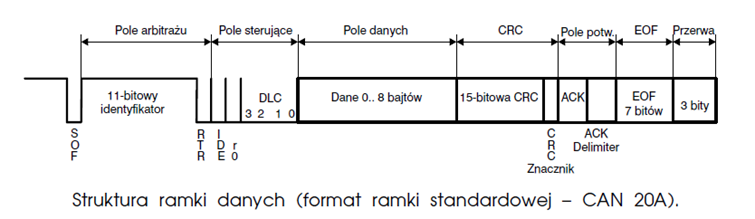 Pole arbitrażu Pole sterujące Pole danych CRC Pole potw. EOF Przerwa
11-bitowy
identyfikator
DLC
3 2 1 0
Dane 0.. 8 bajtów
15-bitowa CRC
ACK
EOF
7 bitów
3 bity
SOF
RTR
IDE
r0
CRC
Znacznik
ACK
Delimiter
Struktura ramki danych (format ramki standardowej – CAN 20A).